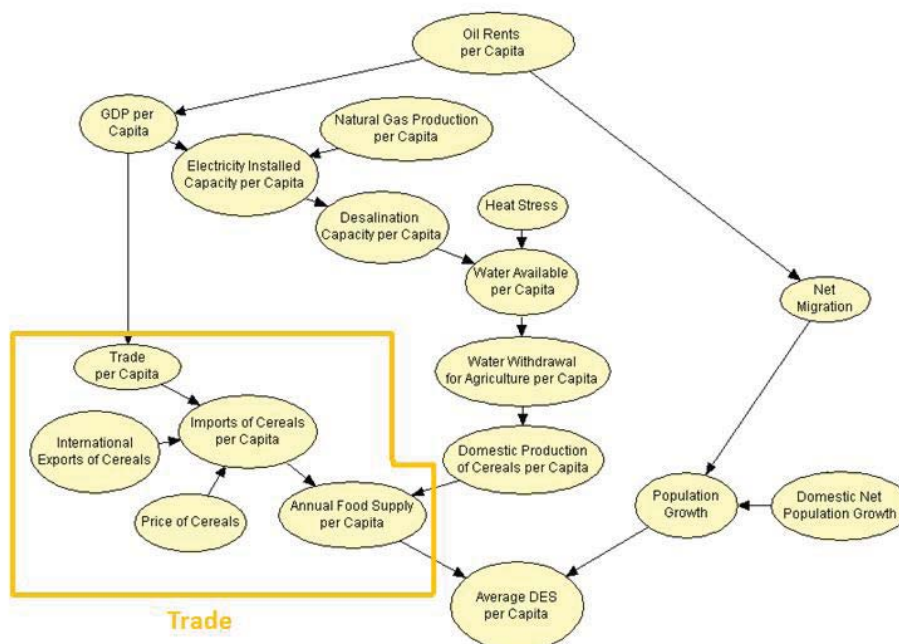 Oil Rents
per Capita
GDP per
Capita
Natural Gas Production
per Capita
Electricity Installed
Capacity per Capita
Desalination
Capacity per Capita
Heat Stress
Water Available
per Capita
Net
Migration
Trade
per Capita
Water Withdrawal
for Agriculture per Capita
Imports of Cereals
per Capita
International
Exports of Cereals
Domestic Production
of Cereals per Capita
Price of Cereals
Annual Food Supply
per Capita
Population
Growth
Domestic Net
Population Growth
Average DES
per Capita
Trade